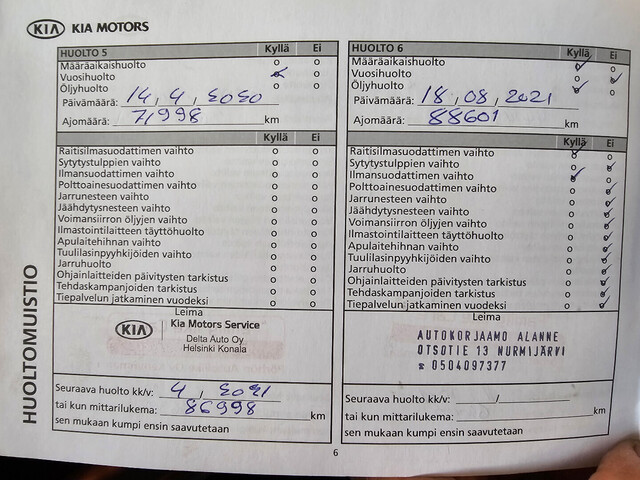 KIA KIA MOTORS
HUOLTOMUISTIO
HUOLTO 5 Kyllä Ei
Määräaikaishuolto
Vuosihuolto
Öljyhuolto
Päivämäärä: 14, 4, 2020
Ajomäärä: 71998 km
Kyllä Ei
Raitisilmasuodattimen vaihto
Sytytystulppien vaihto
Ilmansuodattimen vaihto
Polttoainesuodattimen vaihto
Jarrunesteen vaihto
Jäähdytysnesteen vaihto
Voimansiirron öljyjen vaihto
Ilmastointilaitteen täyttöhuolto
Apulaitehihnan vaihto
Tuulilasinpyyhkijöiden vaihto
Jarruhuolto
Ohjainlaitteiden päivitysten tarkistus
Tehdaskampanjoiden tarkistus
Tiepalvelun jatkaminen vuodeksi
Leima
KIA Kia Motors Service
Delta Auto Oy
Helsinki Konala
Seuraava huolto kk/v: 4, 2021
tai kun mittarilukema: 86998 km
sen mukaan kumpi ensin saavutetaan
HUOLTO 6 Kyllä Ei
Määräaikaishuolto
Vuosihuolto
Öljyhuolto
Päivämäärä: 18, 08, 2021
Ajomäärä: 88601 km
Kyllä Ei
Raitisilmasuodattimen vaihto
Sytytystulppien vaihto
Ilmansuodattimen vaihto
Polttoainesuodattimen vaihto
Jarrunesteen vaihto
Jäähdytysnesteen vaihto
Voimansiirron öljyjen vaihto
Ilmastointilaitteen täyttöhuolto
Apulaitehihnan vaihto
Tuulilasinpyyhkijöiden vaihto
Jarruhuolto
Ohjainlaitteiden päivitysten tarkistus
Tehdaskampanjoiden tarkistus
Tiepalvelun jatkaminen vuodeksi
Leima
AUTOKORJAAMO ALANNE
OTSOTIE 13 NURMIJÄRVI
☎ 0504097377
Seuraava huolto kk/v: /
tai kun mittarilukema: km
sen mukaan kumpi ensin saavutetaan
6